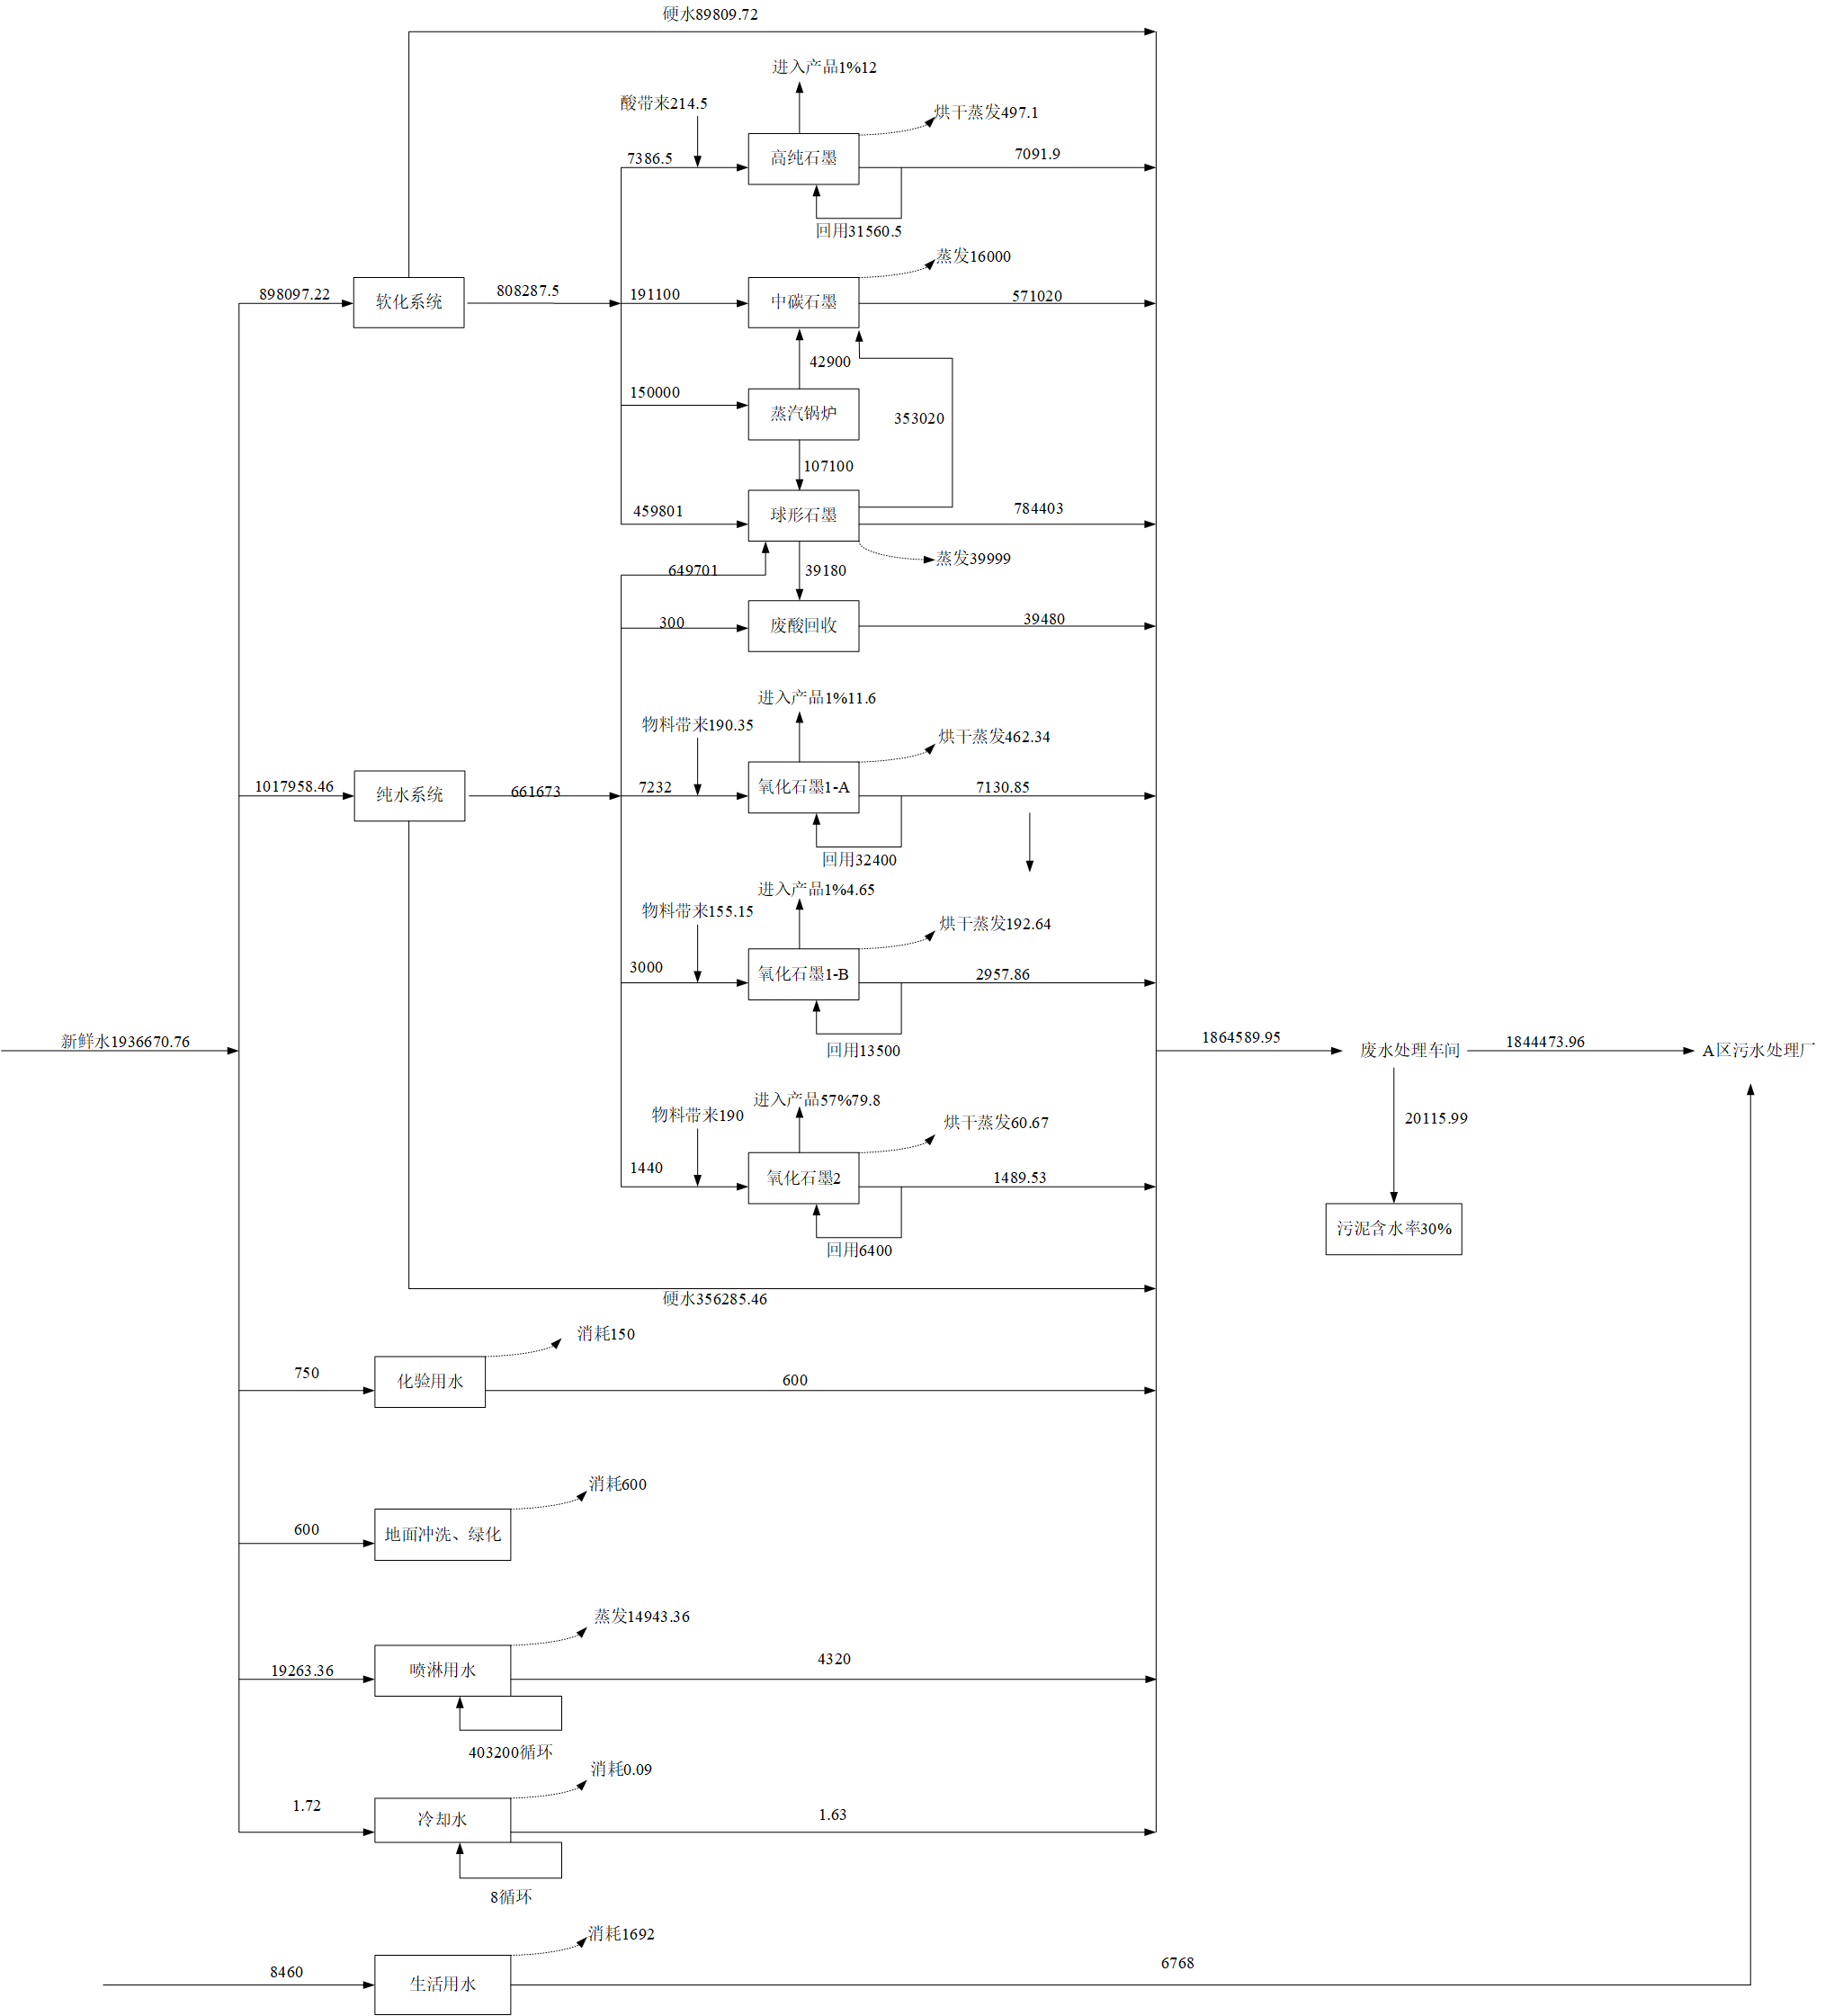 硬水89809.72
进入产品1%12
酸带来214.5
烘干蒸发497.1
7386.5
高纯石墨
7091.9
回用31560.5
蒸发16000
898097.22
软化系统
808287.5
191100
中碳石墨
571020
42900
150000
蒸汽锅炉
353020
107100
459801
球形石墨
784403
蒸发39999
649701
39180
300
废酸回收
39480
进入产品1%11.6
物料带来190.35
烘干蒸发462.34
1017958.46
纯水系统
661673
7232
氧化石墨1-A
7130.85
回用32400
进入产品1%4.65
物料带来155.15
烘干蒸发192.64
3000
氧化石墨1-B
2957.86
新鲜水1936670.76
回用13500
1864589.95
废水处理车间
1844473.96
A区污水处理厂
进入产品57%79.8
物料带来190
烘干蒸发60.67
20115.99
1440
氧化石墨2
1489.53
回用6400
污泥含水率30%
硬水356285.46
消耗150
750
化验用水
600
消耗600
600
地面冲洗、绿化
蒸发14943.36
19263.36
喷淋用水
4320
403200循环
消耗0.09
1.72
冷却水
1.63
8循环
消耗1692
8460
生活用水
6768